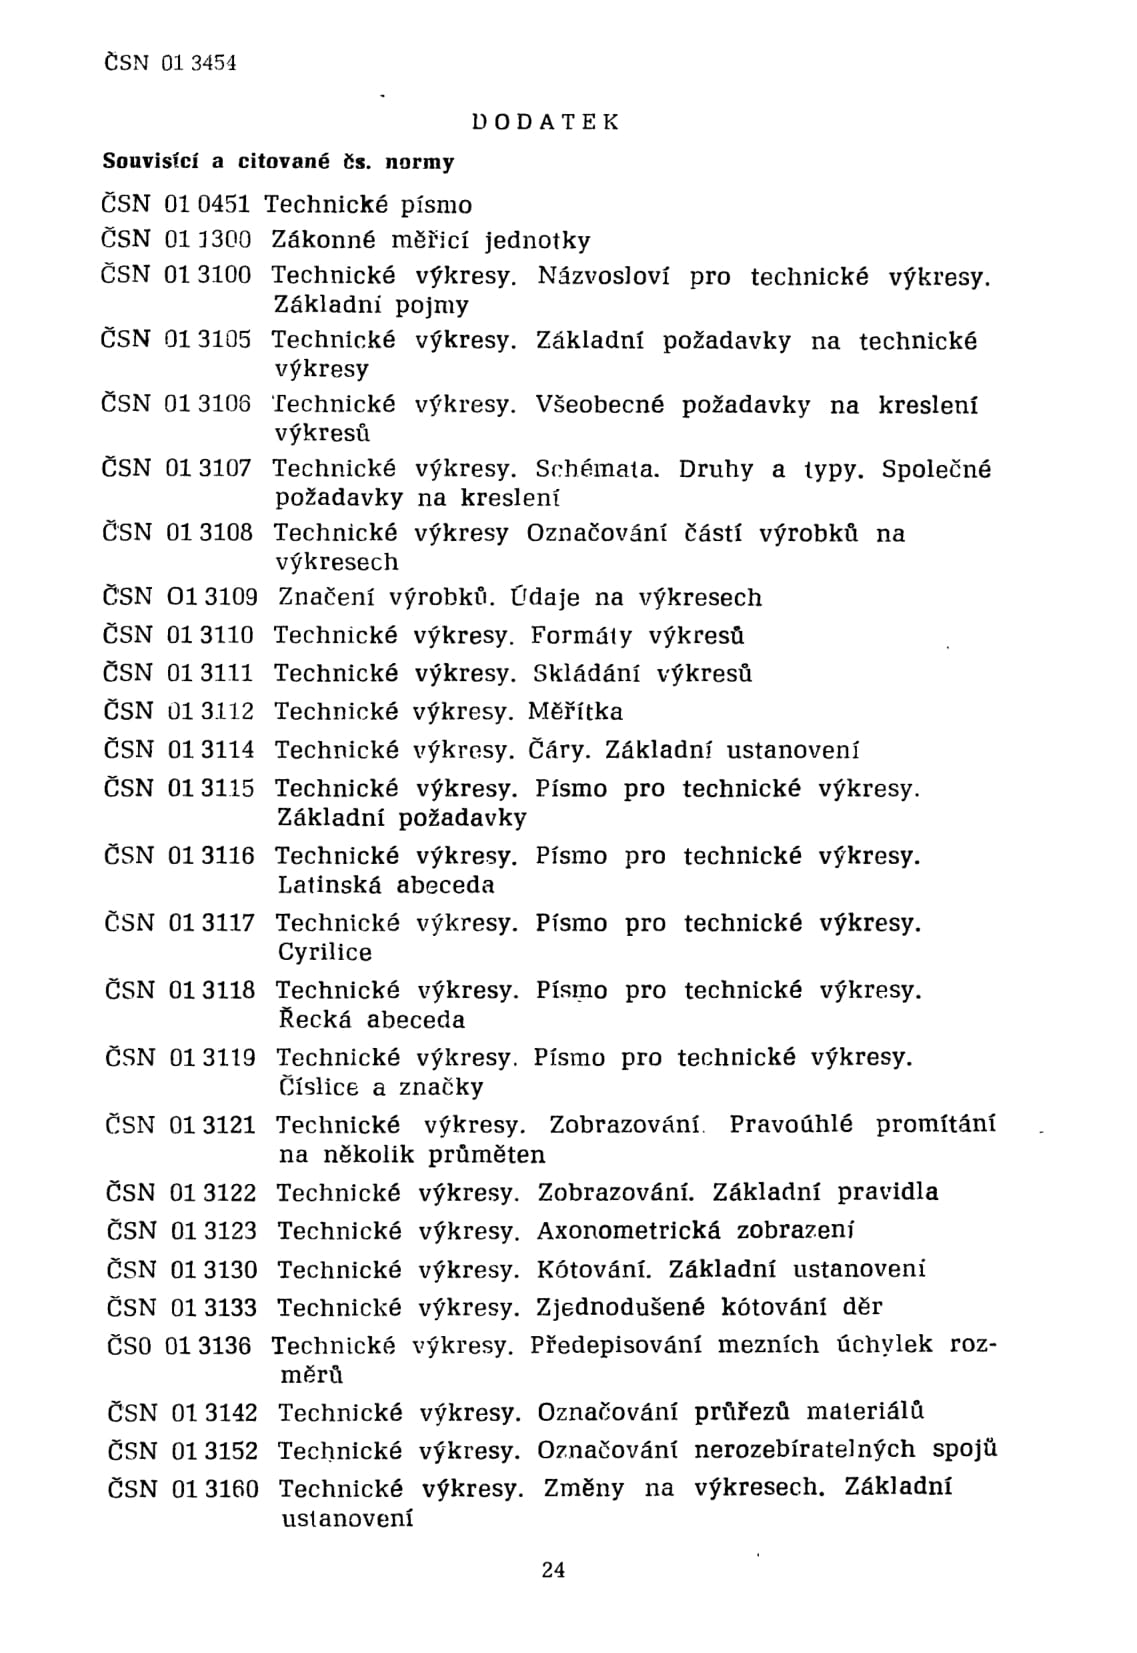 ČSN 01 3454
DODATEK
Souvisící a citované čs. normy
ČSN 01 0451 Technické písmo
ČSN 01 1300 Zákonné měřicí jednotky
ČSN 01 3100 Technické výkresy. Názvosloví pro technické výkresy.
Základní pojmy
ČSN 01 3105 Technické výkresy. Základní požadavky na technické
výkresy
ČSN 01 3106 Technické výkresy. Všeobecné požadavky na kreslení
výkresů
ČSN 01 3107 Technické výkresy. Schémata. Druhy a typy. Společné
požadavky na kreslení
ČSN 01 3108 Technické výkresy Označování částí výrobků na
výkresech
ČSN O1 3109 Značení výrobků. Údaje na výkresech
ČSN 01 3110 Technické výkresy. Formáty výkresů
ČSN 01 3111 Technické výkresy. Skládání výkresů
ČSN 01 3112 Technické výkresy. Měřítka
ČSN 01 3114 Technické výkresy. Čáry. Základní ustanovení
ČSN 01 3115 Technické výkresy. Písmo pro technické výkresy.
Základní požadavky
ČSN 01 3116 Technické výkresy. Písmo pro technické výkresy.
Latinská abeceda
ČSN 01 3117 Technické výkresy. Písmo pro technické výkresy.
Cyrilice
ČSN 01 3118 Technické výkresy. Písmo pro technické výkresy.
Řecká abeceda
ČSN 01 3119 Technické výkresy. Písmo pro technické výkresy.
Číslice a značky
ČSN 01 3121 Technické výkresy. Zobrazování. Pravoúhlé promítání
na několik průměten
ČSN 01 3122 Technické výkresy. Zobrazování. Základní pravidla
ČSN 01 3123 Technické výkresy. Axonometrická zobrazení
ČSN 01 3130 Technické výkresy. Kótování. Základní ustanovení
ČSN 01 3133 Technické výkresy. Zjednodušené kótování děr
ČSO 01 3136 Technické výkresy. Předepisování mezních úchylek roz-
měrů
ČSN 01 3142 Technické výkresy. Označování průřezů materiálů
ČSN 01 3152 Technické výkresy. Označování nerozebíratelných spojů
ČSN 01 3160 Technické výkresy. Změny na výkresech. Základní
ustanovení
24